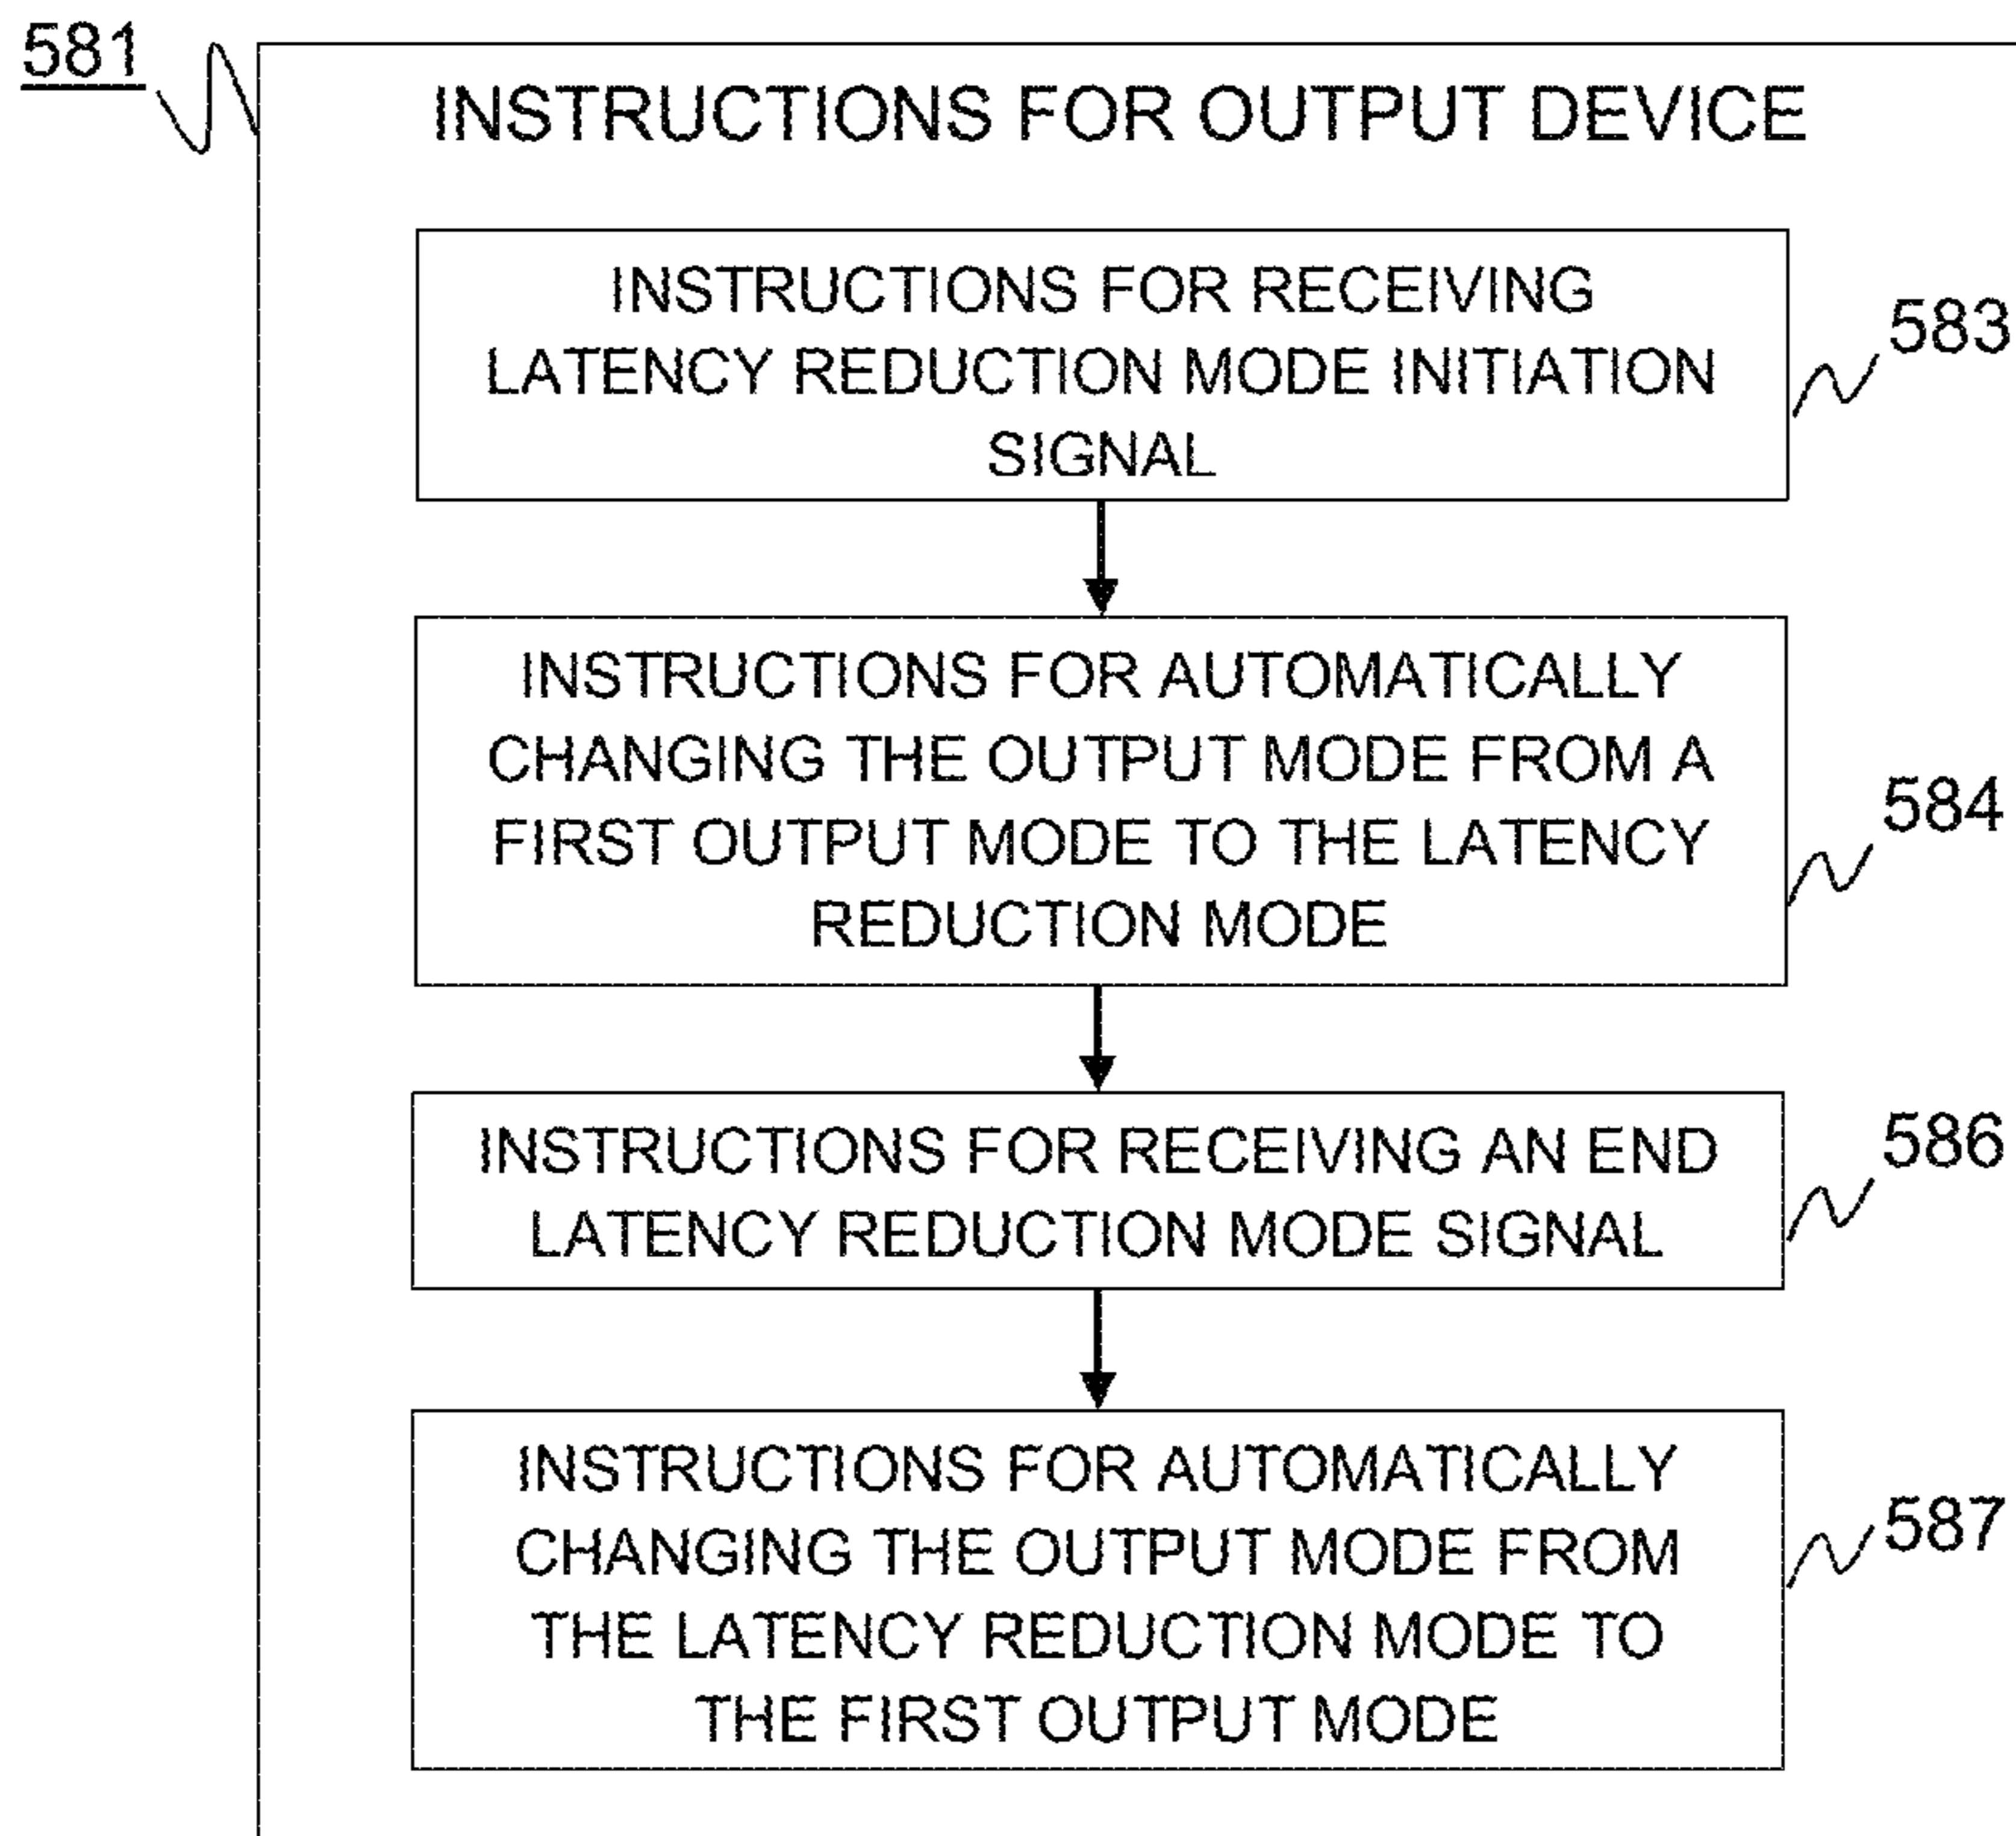 581
INSTRUCTIONS FOR OUTPUT DEVICE
INSTRUCTIONS FOR RECEIVING
LATENCY REDUCTION MODE INITIATION
SIGNAL
583
INSTRUCTIONS FOR AUTOMATICALLY
CHANGING THE OUTPUT MODE FROM A
FIRST OUTPUT MODE TO THE LATENCY
REDUCTION MODE
584
INSTRUCTIONS FOR RECEIVING AN END
LATENCY REDUCTION MODE SIGNAL
586
INSTRUCTIONS FOR AUTOMATICALLY
CHANGING THE OUTPUT MODE FROM
THE LATENCY REDUCTION MODE TO
THE FIRST OUTPUT MODE
587